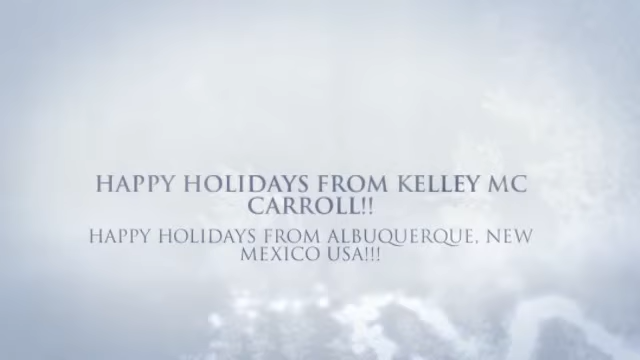 HAPPY HOLIDAYS FROM KELLEY MC
CARROLL!!
HAPPY HOLIDAYS FROM ALBUQUERQUE, NEW
MEXICO USA!!!